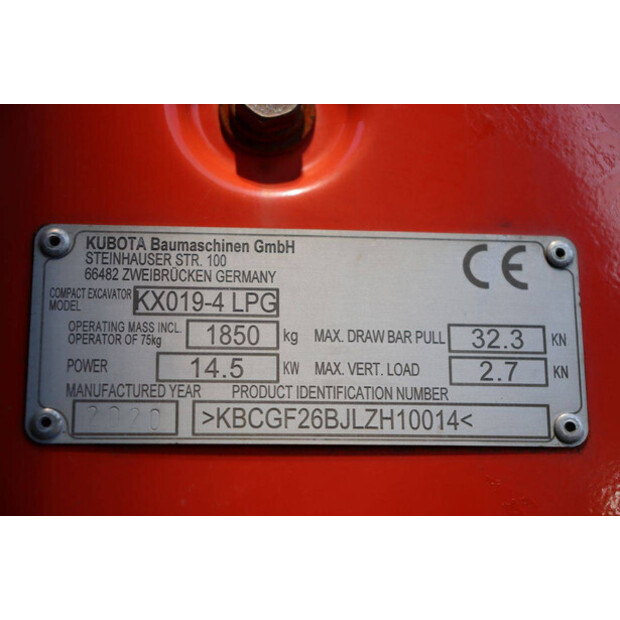 KUBOTA Baumaschinen GmbH
STEINHAUSER STR. 100
66482 ZWEIBRÜCKEN GERMANY
CE
COMPACT EXCAVATOR
MODEL KX019-4 LPG
OPERATING MASS INCL.
OPERATOR OF 75kg 1850 kg MAX. DRAW BAR PULL 32.3 KN
POWER 14.5 KW MAX. VERT. LOAD 2.7 KN
MANUFACTURED YEAR PRODUCT IDENTIFICATION NUMBER
2020 >KBCGF26BJLZH10014<